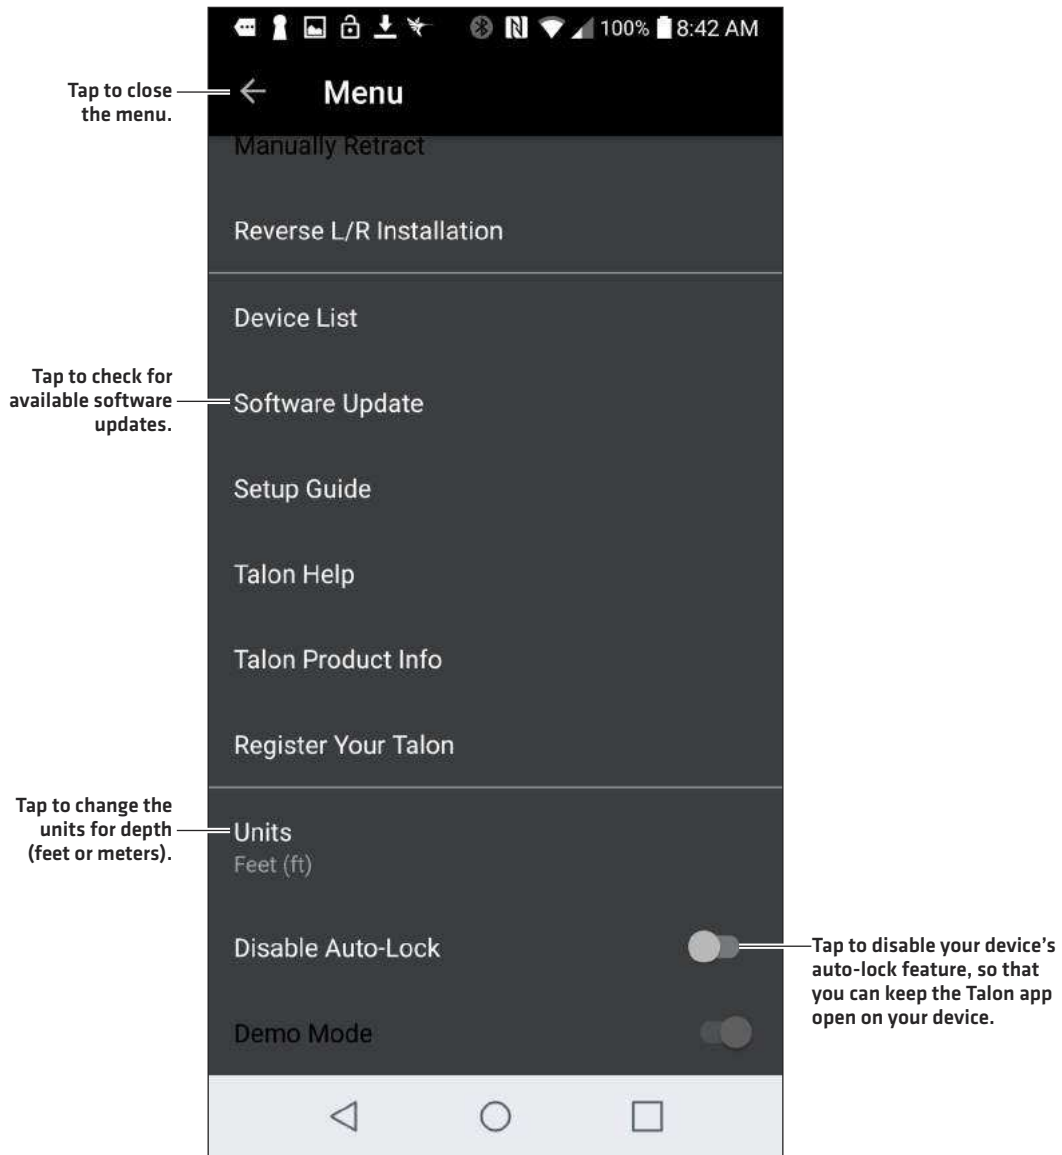 100% 8:42 AM
Tap to close
the menu.
Menu
Manually Retract
Reverse L/R Installation
Device List
Tap to check for
available software
updates.
Software Update
Setup Guide
Talon Help
Talon Product Info
Register Your Talon
Tap to change the
units for depth
(feet or meters).
Units
Feet (ft)
Disable Auto-Lock
Tap to disable your device's
auto-lock feature, so that
you can keep the Talon app
open on your device.
Demo Mode